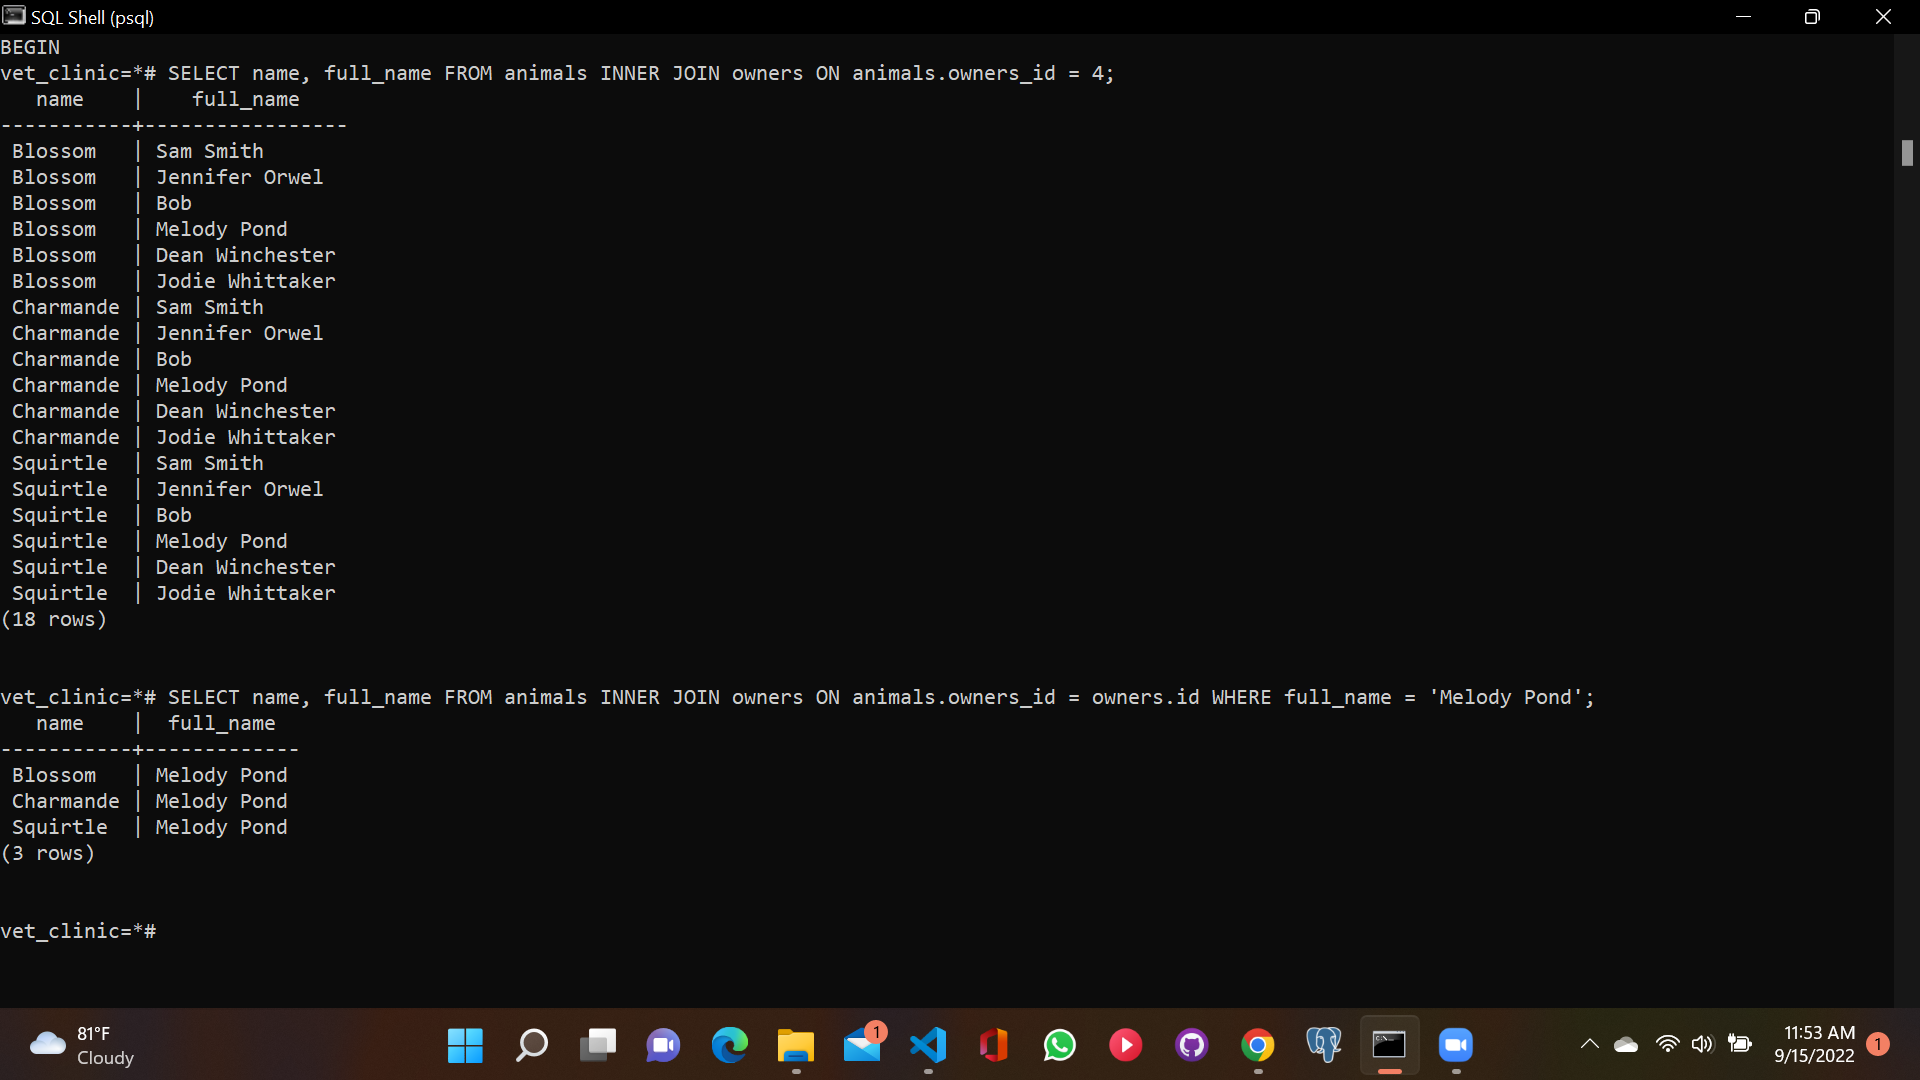 SQL Shell (psql)
BEGIN
vet_clinic=*# SELECT name, full_name FROM animals INNER JOIN owners ON animals.owners_id = 4;
   name    |    full_name
-----------+-----------------
 Blossom   | Sam Smith
 Blossom   | Jennifer Orwel
 Blossom   | Bob
 Blossom   | Melody Pond
 Blossom   | Dean Winchester
 Blossom   | Jodie Whittaker
 Charmande | Sam Smith
 Charmande | Jennifer Orwel
 Charmande | Bob
 Charmande | Melody Pond
 Charmande | Dean Winchester
 Charmande | Jodie Whittaker
 Squirtle  | Sam Smith
 Squirtle  | Jennifer Orwel
 Squirtle  | Bob
 Squirtle  | Melody Pond
 Squirtle  | Dean Winchester
 Squirtle  | Jodie Whittaker
(18 rows)
vet_clinic=*# SELECT name, full_name FROM animals INNER JOIN owners ON animals.owners_id = owners.id WHERE full_name = 'Melody Pond';
   name    |  full_name
-----------+-------------
 Blossom   | Melody Pond
 Charmande | Melody Pond
 Squirtle  | Melody Pond
(3 rows)
vet_clinic=*#
81°F
Cloudy
1
11:53 AM
9/15/2022
1